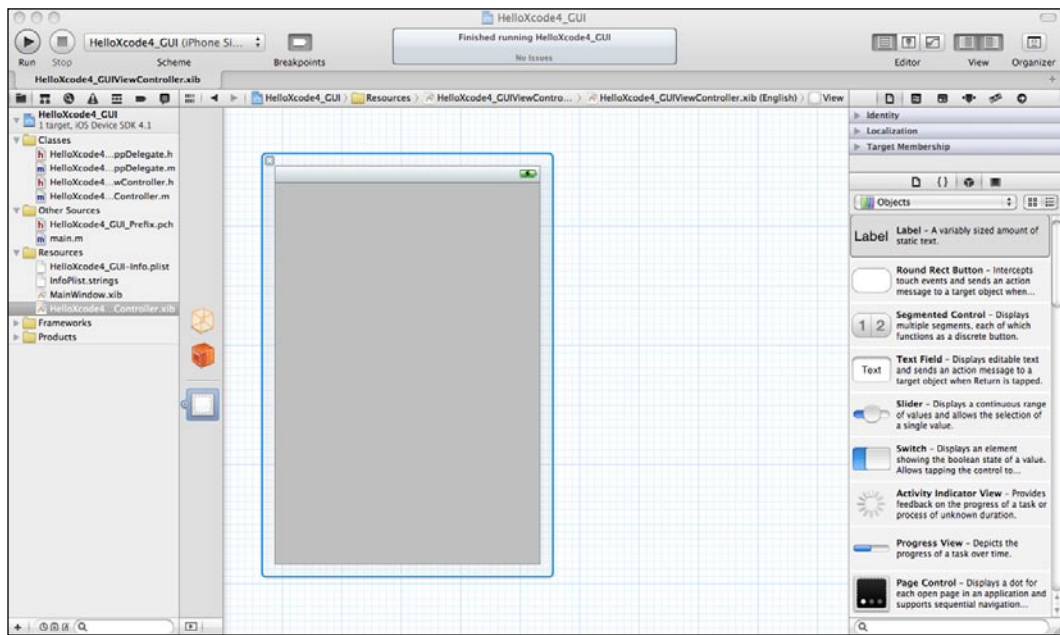 HelloXcode4_GUI
HelloXcode4_GUI (iPhone Si...
Finished running HelloXcode4_GUI
No Issues
Run
Stop
Scheme
Breakpoints
Editor
View
Organizer
HelloXcode4_GUIViewController.xib
HelloXcode4_GUI
Resources
HelloXcode4_GUIViewContro...
HelloXcode4_GUIViewController.xib (English)
View
HelloXcode4_GUI
1 target, iOS Device SDK 4.1
Classes
HelloXcode4...ppDelegate.h
HelloXcode4...ppDelegate.m
HelloXcode4...wController.h
HelloXcode4...Controller.m
Other Sources
HelloXcode4_GUI_Prefix.pch
main.m
Resources
HelloXcode4_GUI-Info.plist
InfoPlist.strings
MainWindow.xib
HelloXcode4...Controller.xib
Frameworks
Products
Identity
Localization
Target Membership
Objects
Label
Label – A variably sized amount of
static text.
Round Rect Button – Intercepts
touch events and sends an action
message to a target object when...
1 2
Segmented Control – Displays
multiple segments, each of which
functions as a discrete button.
Text
Text Field – Displays editable text
and sends an action message to a
target object when Return is tapped.
Slider – Displays a continuous range
of values and allows the selection of
a single value.
Switch – Displays an element
showing the boolean state of a value.
Allows tapping the control to...
Activity Indicator View – Provides
feedback on the progress of a task or
process of unknown duration.
Progress View – Depicts the
progress of a task over time.
Page Control – Displays a dot for
each open page in an application and
supports sequential navigation...